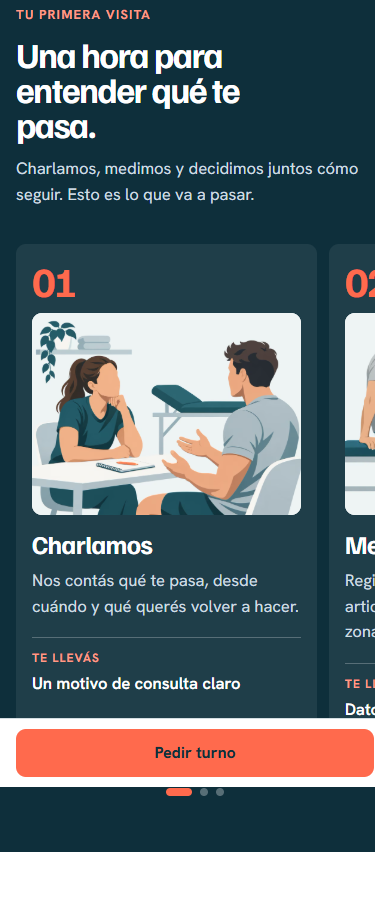 TU PRIMERA VISITA
Una hora para
entender qué te
pasa.
Charlamos, medimos y decidimos juntos cómo
seguir. Esto es lo que va a pasar.
01
Charlamos
Nos contás qué te pasa, desde
cuándo y qué querés volver a hacer.
TE LLEVÁS
Un motivo de consulta claro
Pedir turno